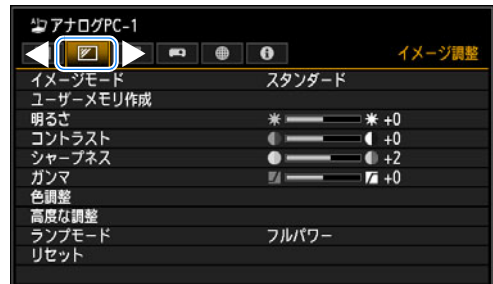 アナログPC-1
イメージ調整
イメージモード スタンダード
ユーザーメモリ作成
明るさ +0
コントラスト +0
シャープネス +2
ガンマ +0
色調整
高度な調整
ランプモード フルパワー
リセット